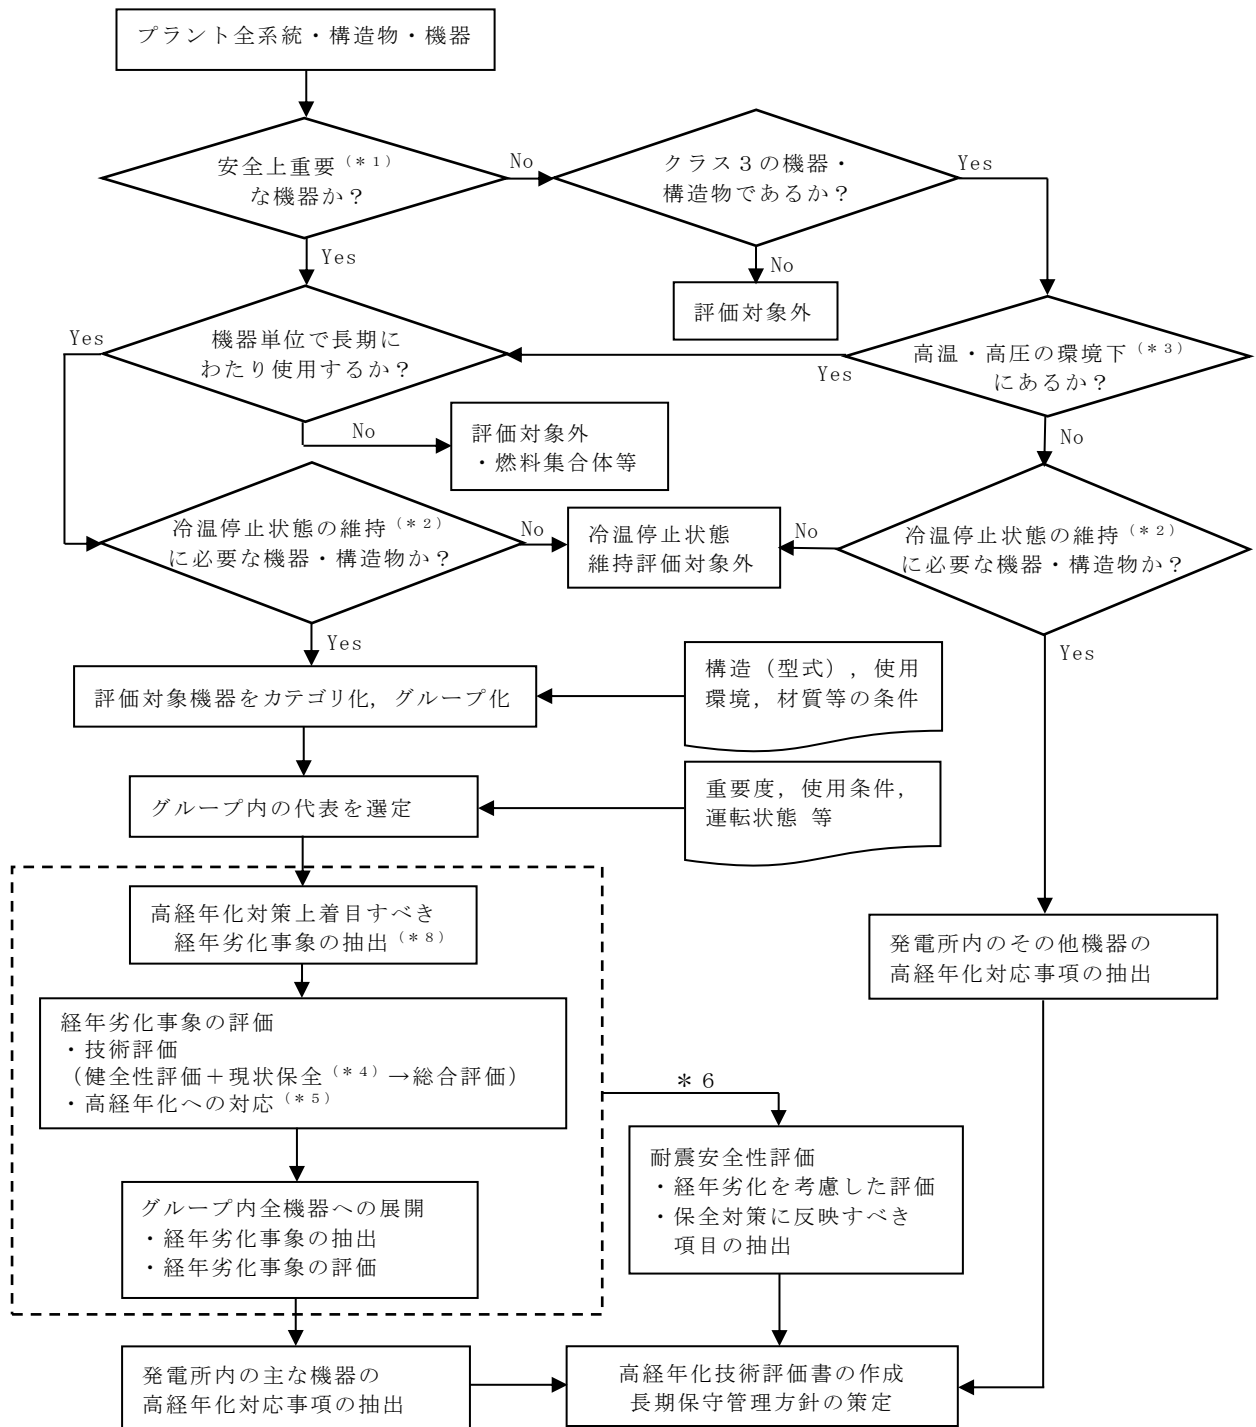 プラント全系統・構造物・機器
安全上重要(＊1)
な機器か？
No
クラス３の機器・
構造物であるか？
Yes
Yes
No
評価対象外
Yes
機器単位で長期に
わたり使用するか？
Yes
高温・高圧の環境下(＊3)
にあるか？
No
評価対象外
・燃料集合体等
No
冷温停止状態の維持(＊2)
に必要な機器・構造物か？
No
冷温停止状態
維持評価対象外
No
冷温停止状態の維持(＊2)
に必要な機器・構造物か？
Yes
Yes
評価対象機器をカテゴリ化，グループ化
構造（型式），使用
環境，材質等の条件
グループ内の代表を選定
重要度，使用条件，
運転状態 等
高経年化対策上着目すべき
経年劣化事象の抽出(＊8)
発電所内のその他機器の
高経年化対応事項の抽出
経年劣化事象の評価
・技術評価
（健全性評価＋現状保全(＊4)→総合評価）
・高経年化への対応(＊5)
＊６
耐震安全性評価
・経年劣化を考慮した評価
・保全対策に反映すべき
項目の抽出
グループ内全機器への展開
・経年劣化事象の抽出
・経年劣化事象の評価
発電所内の主な機器の
高経年化対応事項の抽出
高経年化技術評価書の作成
長期保守管理方針の策定